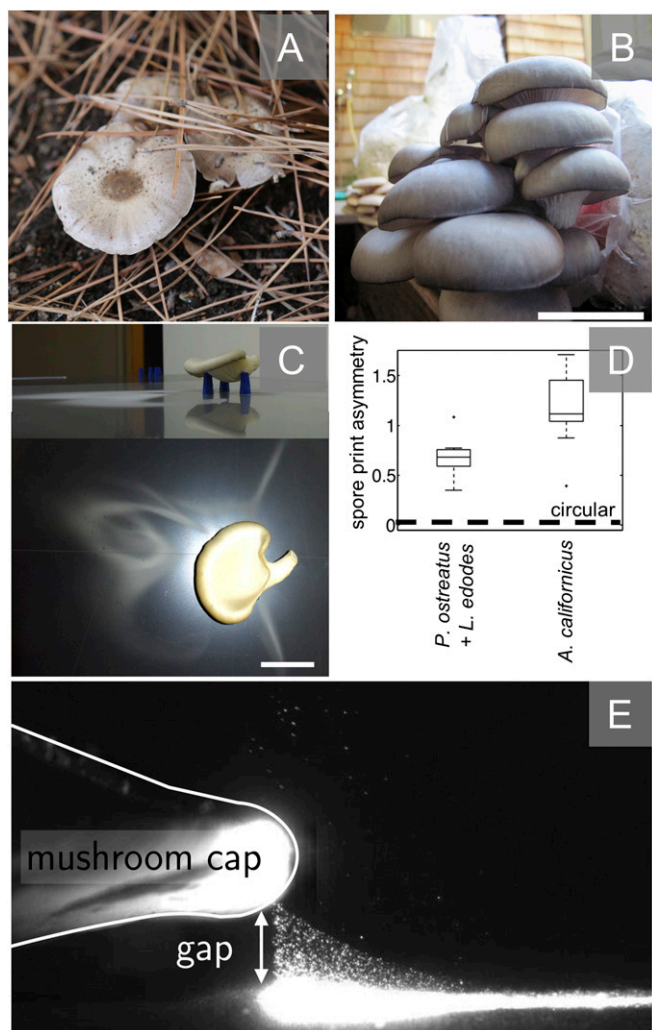 A
B
C
D
spore print asymmetry
1.5
1
0.5
0
circular
P. ostreatus
+ L. edodes
A. californicus
E
mushroom cap
gap